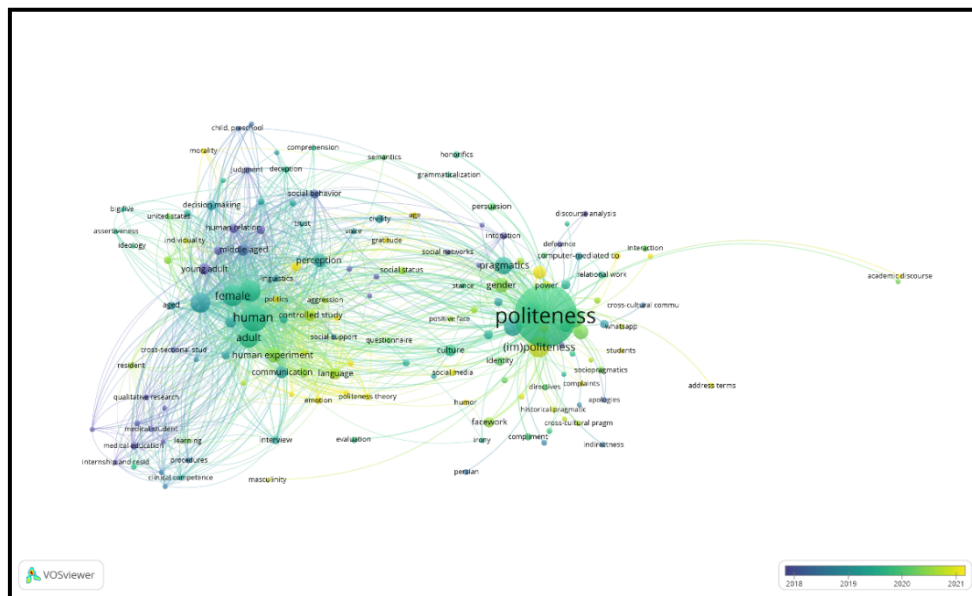 child, preschool
morality
comprehension
semantics
honorifics
judgment
deception
grammaticalization
social behavior
big five
decision making
persuasion
united states
trust
civility
age
discourse analysis
assertiveness
human relation
voice
intonation
ideology
individuality
gratitude
deference
interaction
middle aged
social networks
computer-mediated co
young adult
perception
pragmatics
linguistics
social status
relational work
academic discourse
stance
gender
power
aged
female
politics
aggression
cross-cultural commu
human
controlled study
positive face
politeness
whatsapp
adult
social support
questionnaire
cross-sectional stud
human experiment
culture
(im)politeness
students
resident
communication
language
identity
sociopragmatics
social media
directives
complaints
address terms
qualitative research
emotion
politeness theory
humor
apologies
historical pragmatic
medical student
facework
cross-cultural pragm
medical education
learning
interview
evaluation
irony
compliment
indirectness
internship and resid
procedures
clinical competence
masculinity
persian
VOSviewer
2018 2019 2020 2021